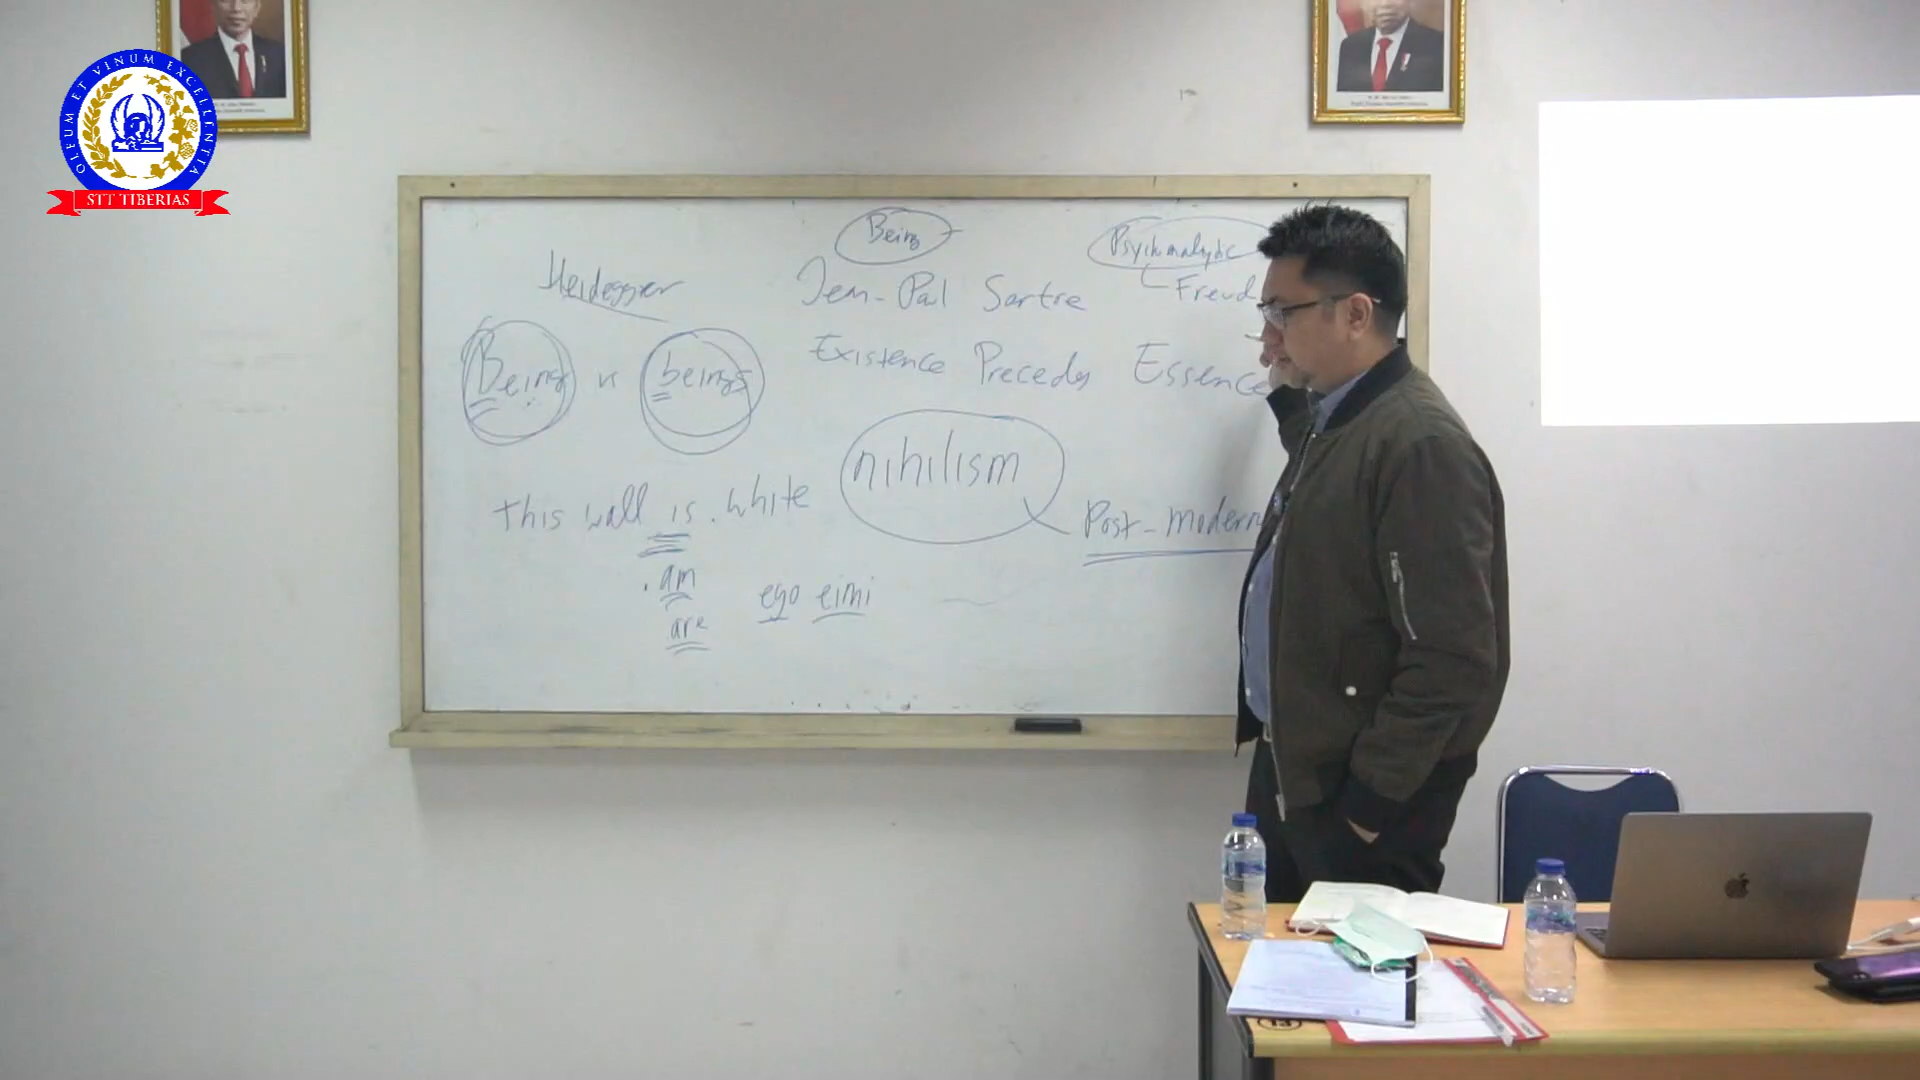 OLEUM ET VINUM EXCELLENTIA
STT TIBERIAS
Heidegger
Being vs beings
This wall is . white
. am
are
ego eimi
Being
Jean-Pal Sartre
Existence Precedes Essence
nihilism
Post-Modern
Psychoanalytic
Freud